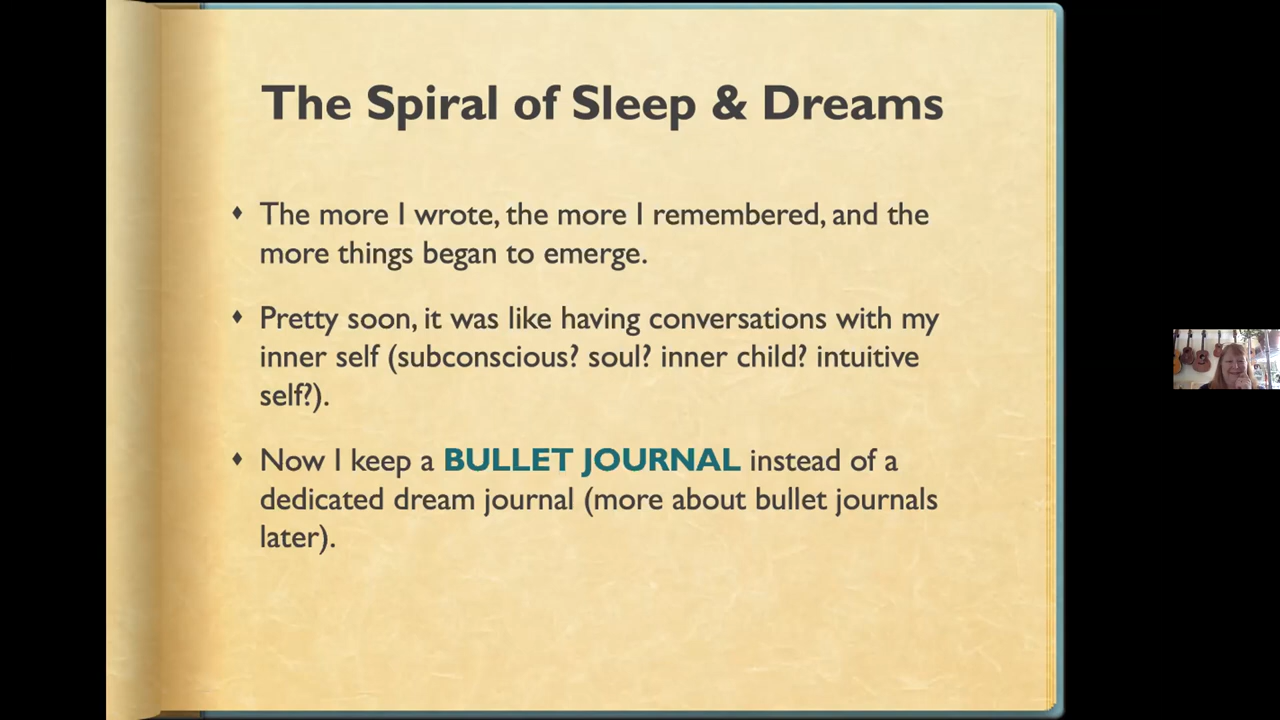 The Spiral of Sleep & Dreams
♦ The more I wrote, the more I remembered, and the
more things began to emerge.
♦ Pretty soon, it was like having conversations with my
inner self (subconscious? soul? inner child? intuitive
self?).
♦ Now I keep a BULLET JOURNAL instead of a
dedicated dream journal (more about bullet journals
later).